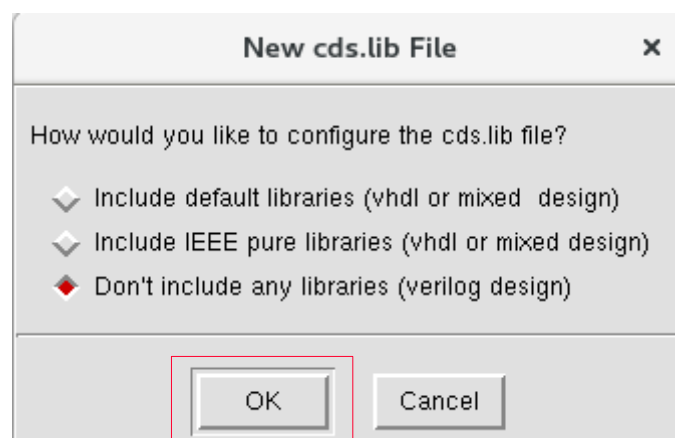 New cds.lib File
How would you like to configure the cds.lib file?
Include default libraries (vhdl or mixed design)
Include IEEE pure libraries (vhdl or mixed design)
Don't include any libraries (verilog design)
OK Cancel